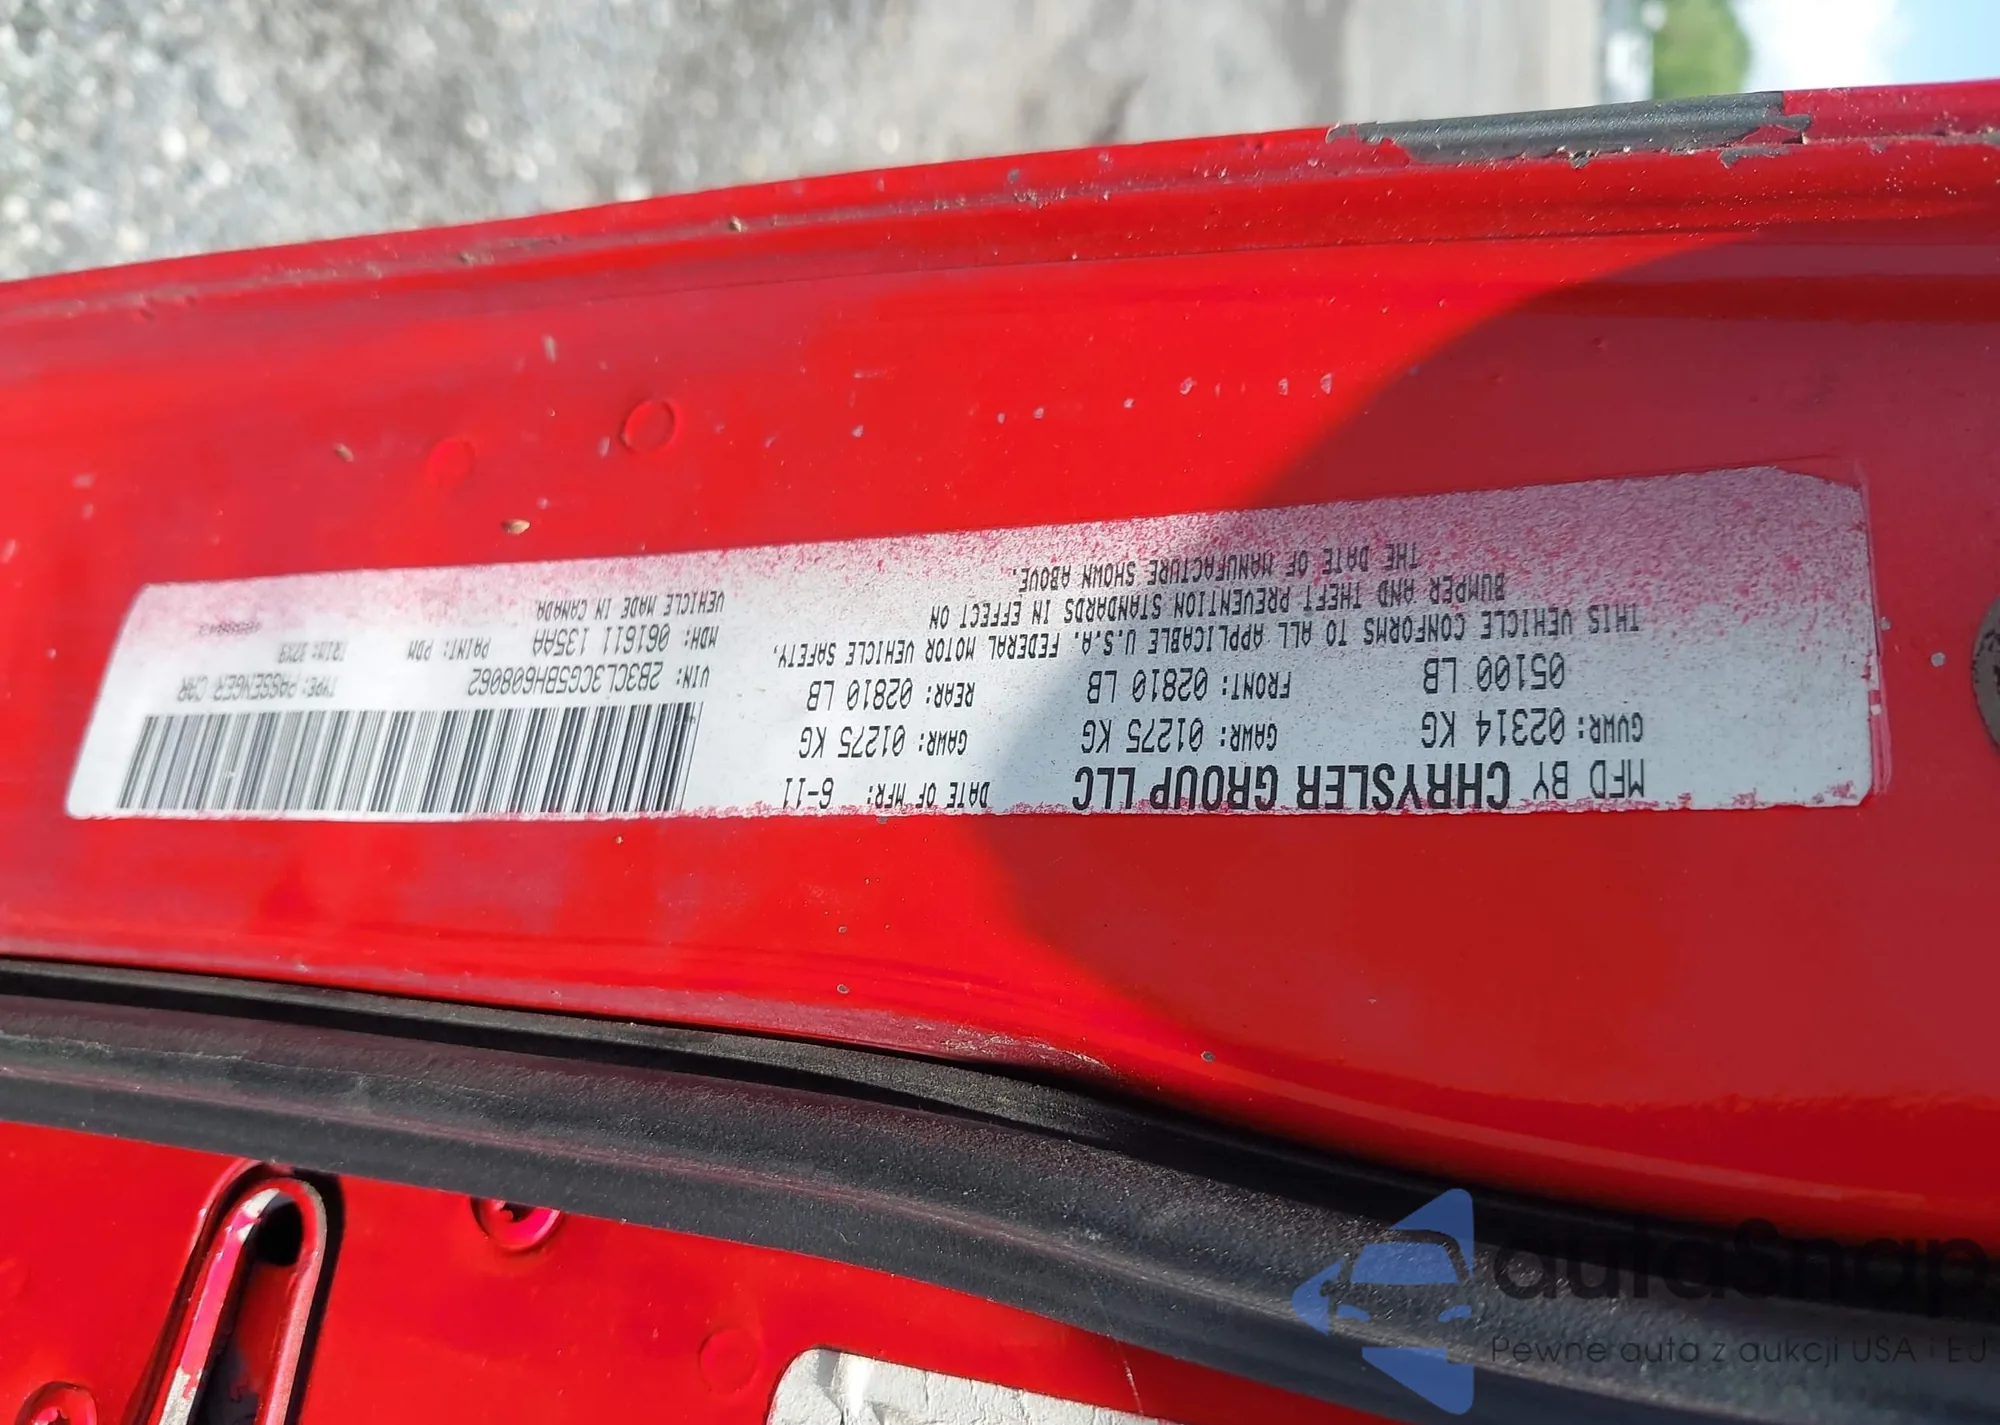 MFD BY CHRYSLER GROUP LLC
DATE OF MFR: 6-11
GVWR: 02314 KG
GAWR: 01275 KG
GAWR: 01275 KG
05100 LB
FRONT: 02810 LB
REAR: 02810 LB
THIS VEHICLE CONFORMS TO ALL APPLICABLE U.S.A. FEDERAL MOTOR VEHICLE SAFETY,
BUMPER AND THEFT PREVENTION STANDARDS IN EFFECT ON
THE DATE OF MANUFACTURE SHOWN ABOVE.
VIN: 2B3CL3CG5BH608062
TYPE: PASSENGER CAR
MDH: 061611 135AA
PAINT: PDM
VEHICLE MADE IN CANADA
autoSnap
Pewne auta z aukcji USA i EU